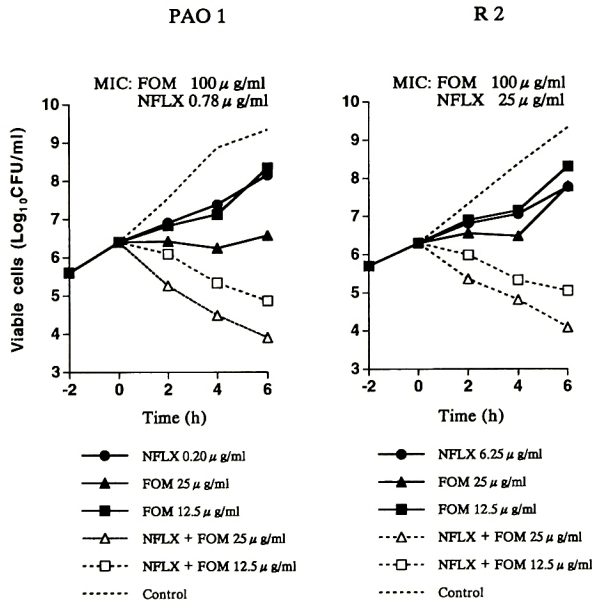 PAO 1
R 2
MIC: FOM 100 μ g/ml
NFLX 0.78 μ g/ml
MIC: FOM 100 μ g/ml
NFLX 25 μ g/ml
Viable cells (Log10CFU/ml)
10
9
8
7
6
5
4
3
-2
0
2
4
6
Time (h)
10
9
8
7
6
5
4
3
-2
0
2
4
6
Time (h)
NFLX 0.20 μ g/ml
FOM 25 μ g/ml
FOM 12.5 μ g/ml
NFLX + FOM 25 μ g/ml
NFLX + FOM 12.5 μ g/ml
Control
NFLX 6.25 μ g/ml
FOM 25 μ g/ml
FOM 12.5 μ g/ml
NFLX + FOM 25 μ g/ml
NFLX + FOM 12.5 μ g/ml
Control